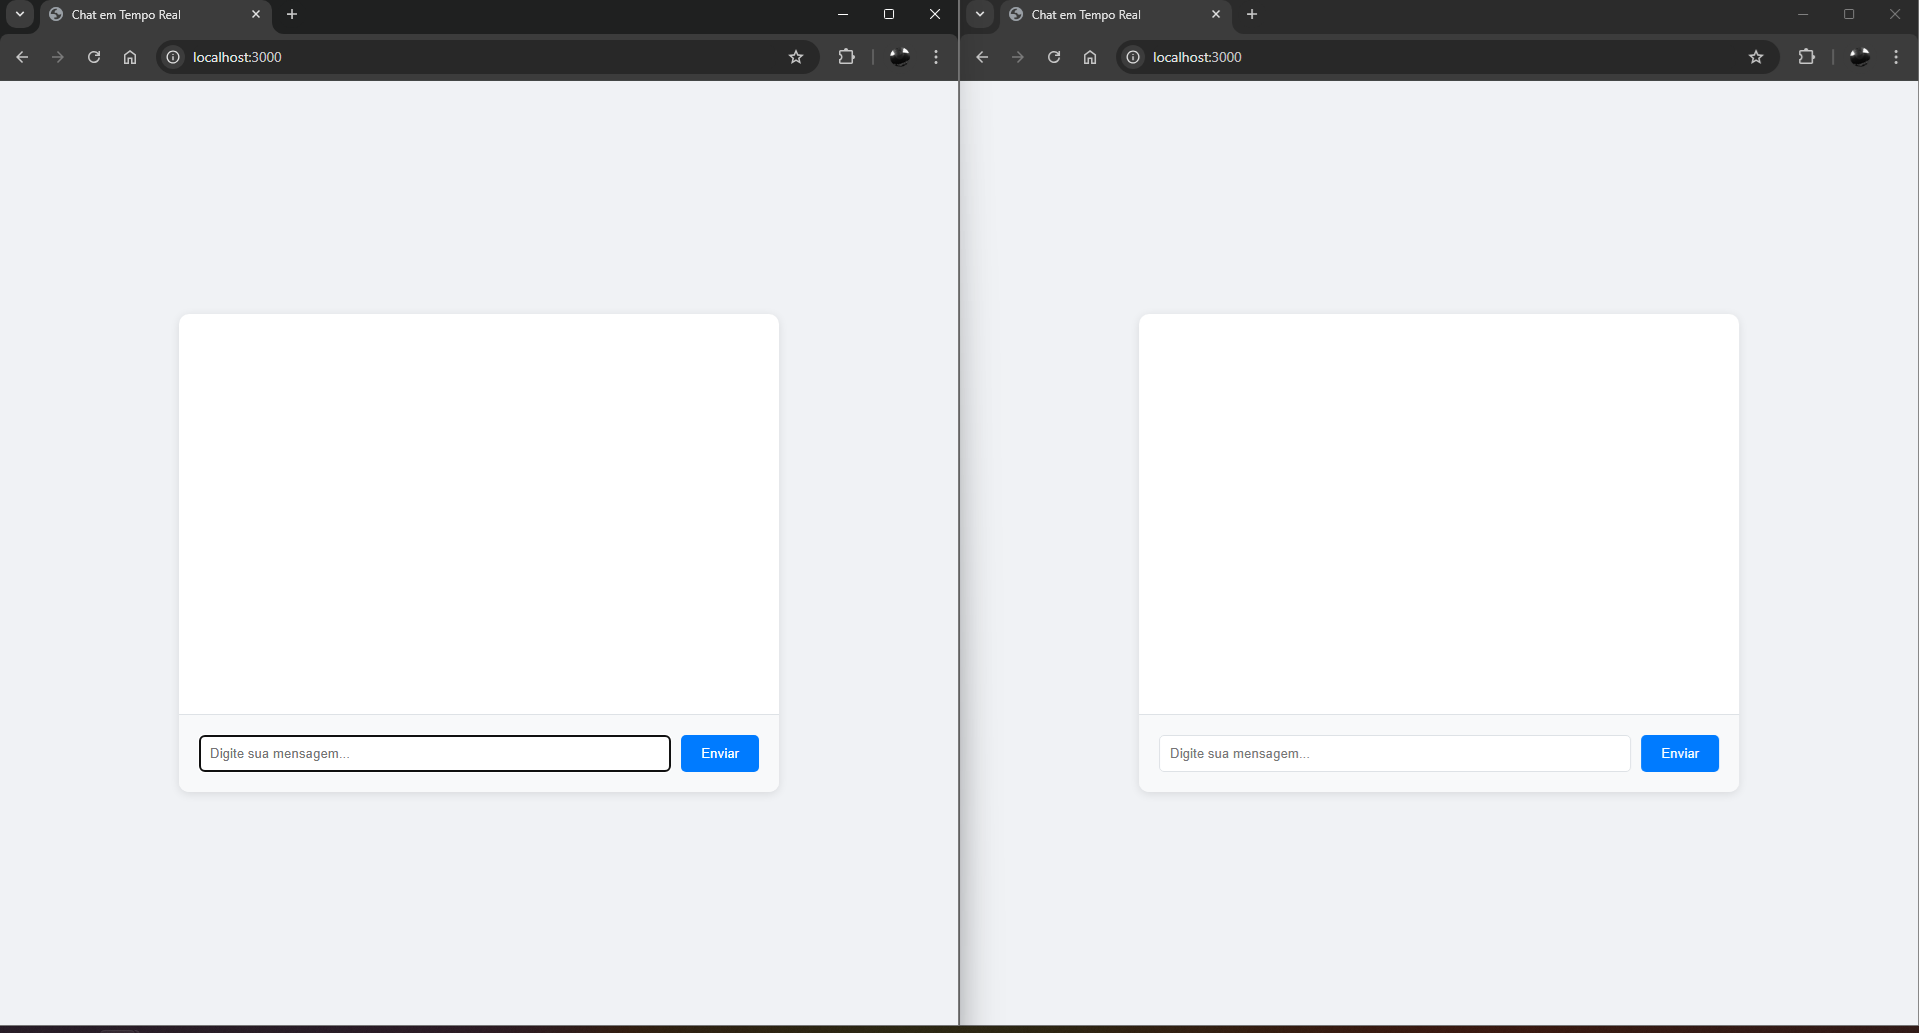 Chat em Tempo Real
localhost:3000
Digite sua mensagem...
Enviar
Chat em Tempo Real
localhost:3000
Digite sua mensagem...
Enviar